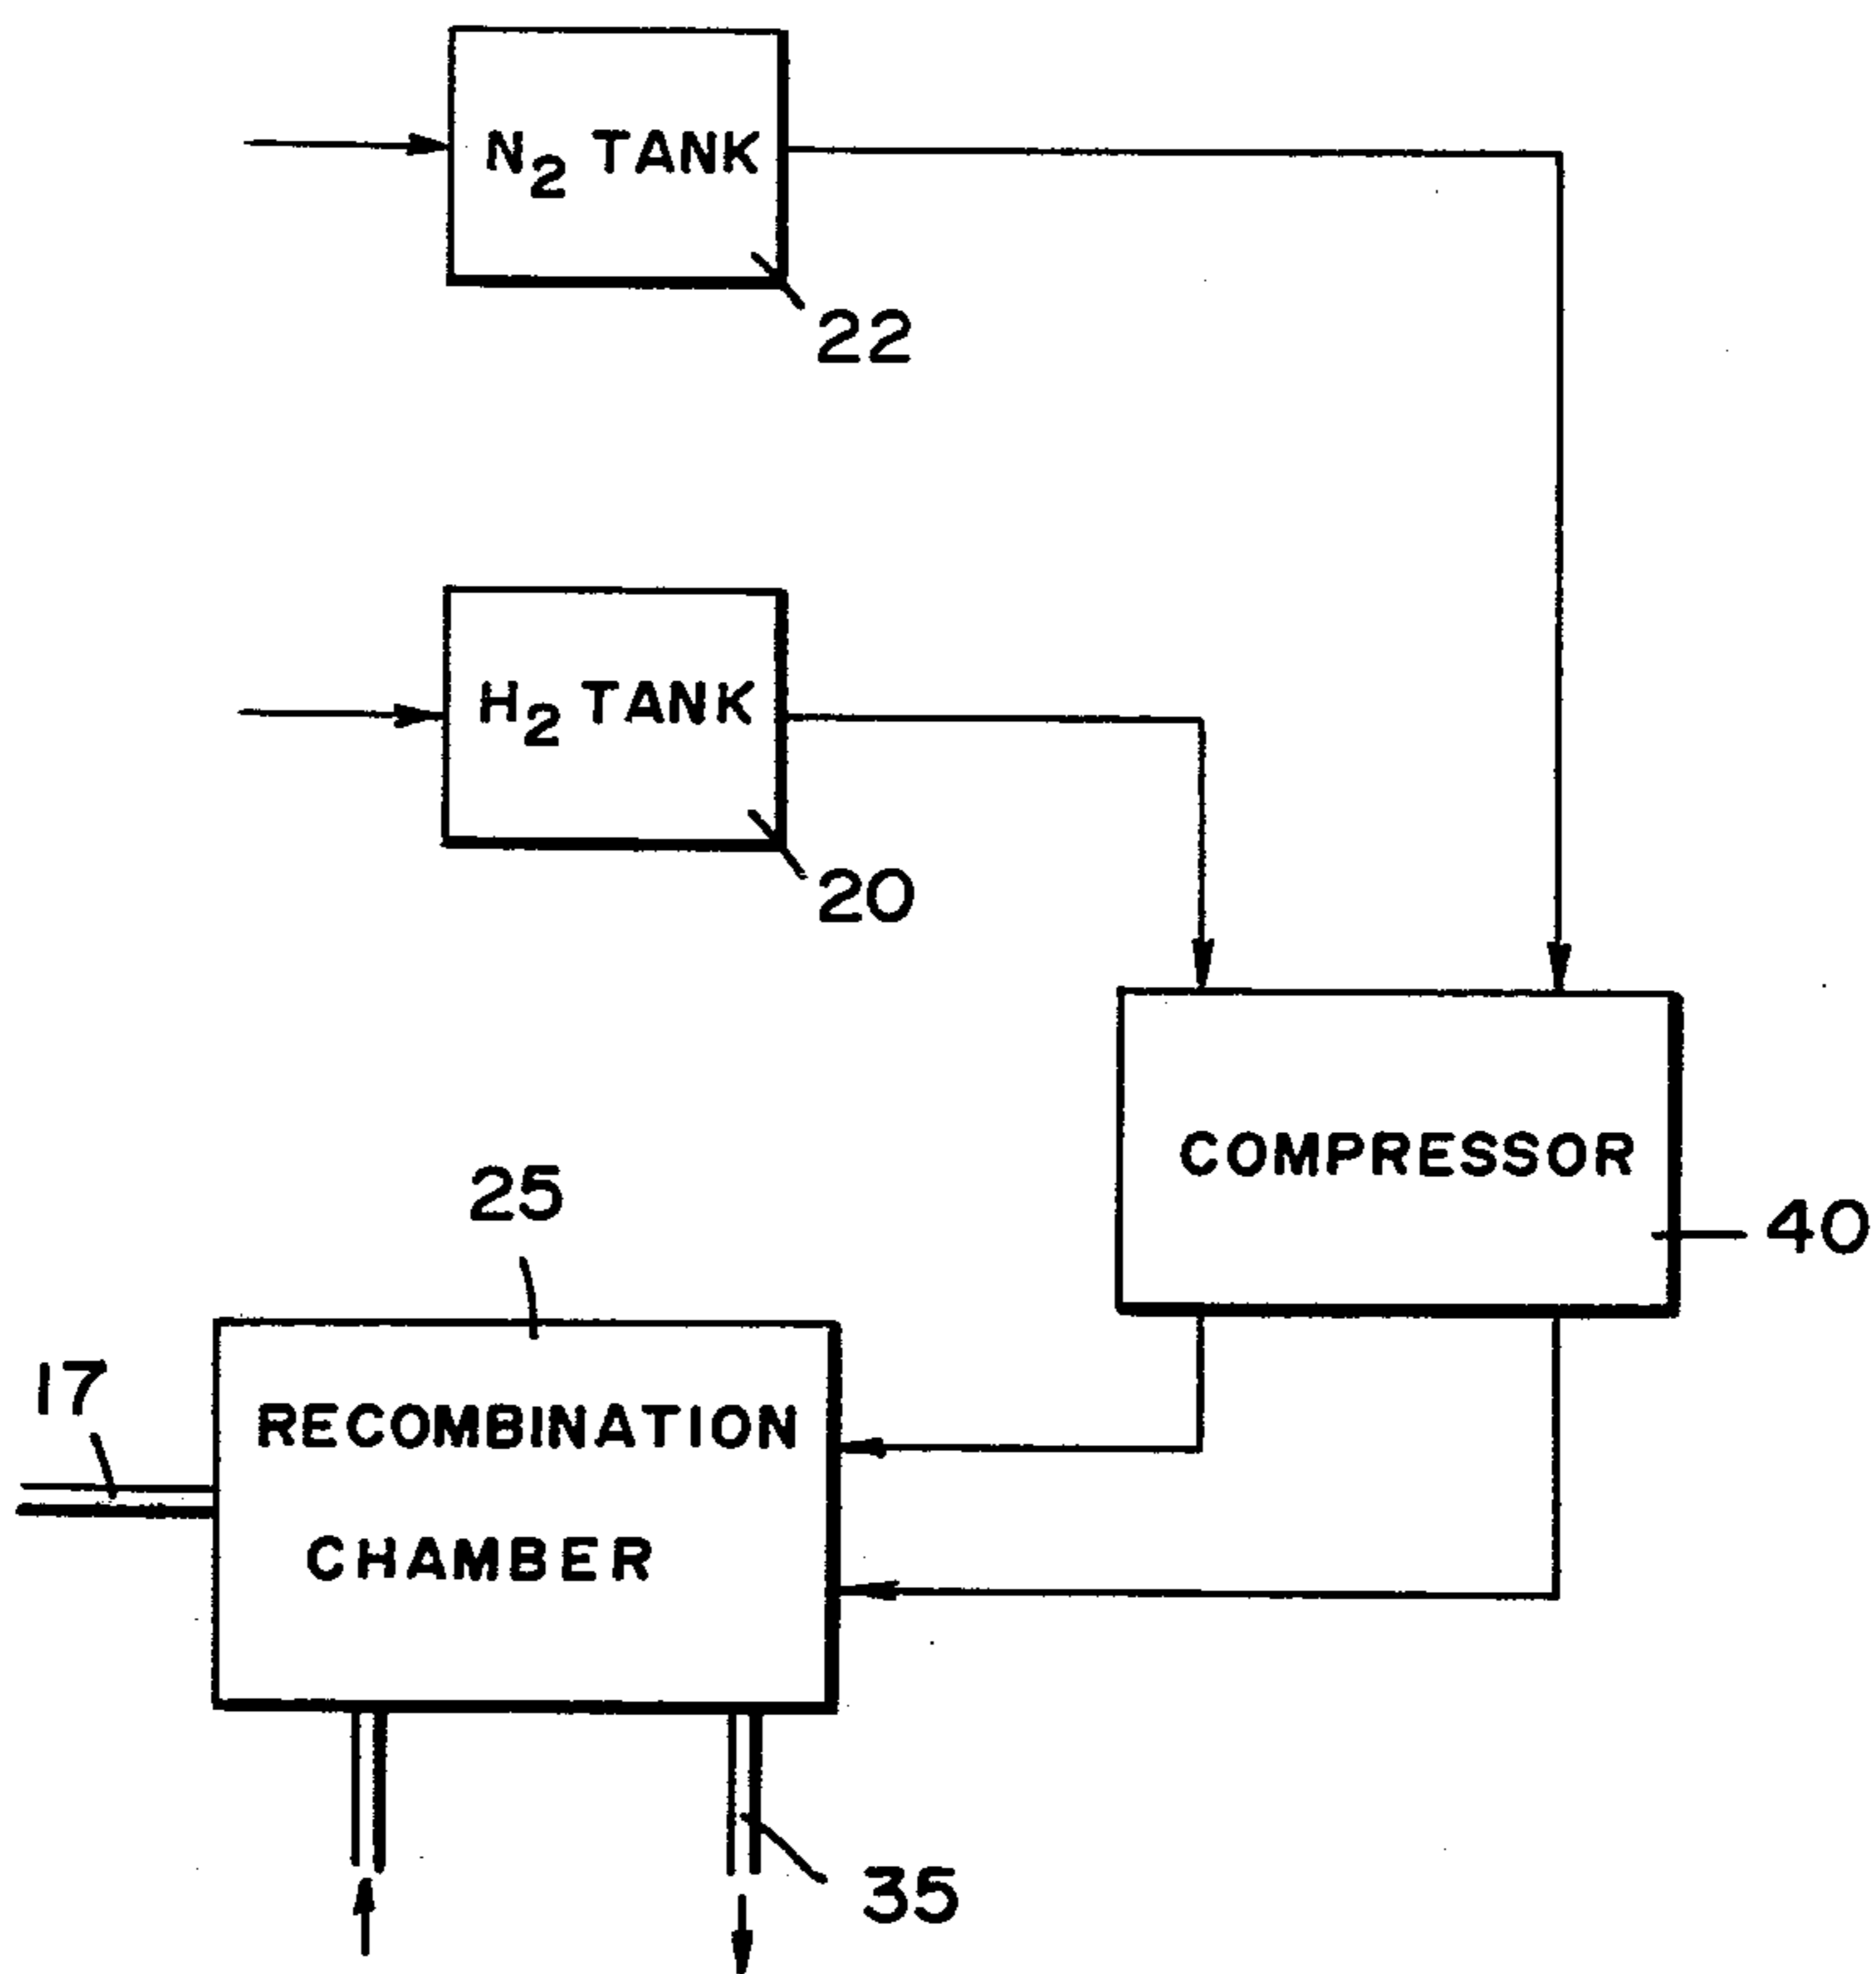 N₂ TANK
22
H₂ TANK
20
COMPRESSOR
40
25
17
RECOMBINATION
CHAMBER
35